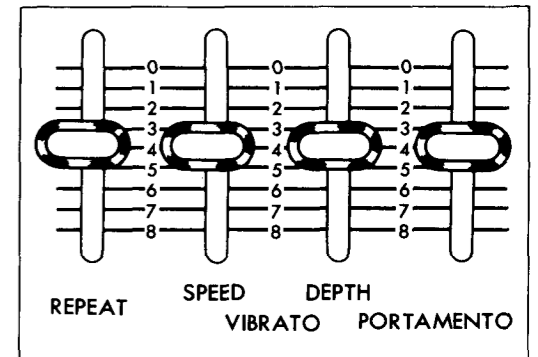 0 0 0
1 1 1
2 2 2
3 3 3
4 4 4
5 5 5
6 6 6
7 7 7
8 8 8
SPEED DEPTH
REPEAT
VIBRATO PORTAMENTO